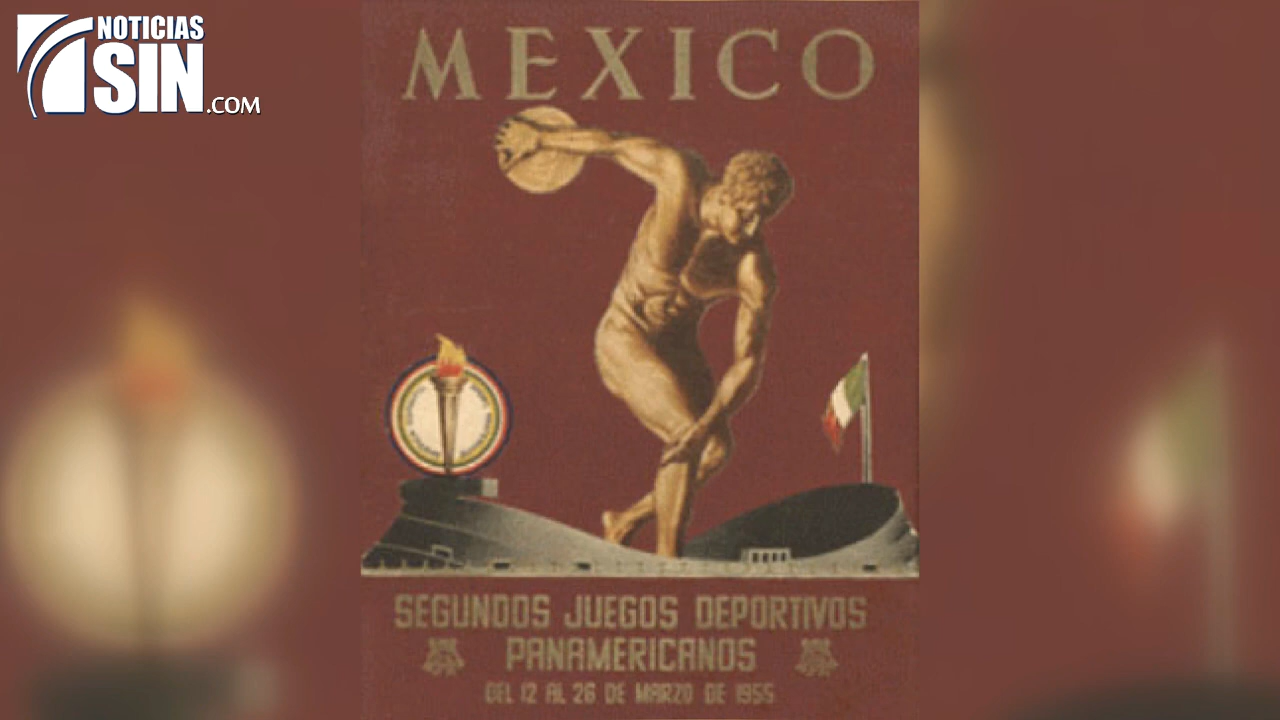 NOTICIAS
SIN.COM
MEXICO
SEGUNDOS JUEGOS DEPORTIVOS
PANAMERICANOS
DEL 12 AL 26 DE MARZO DE 1955